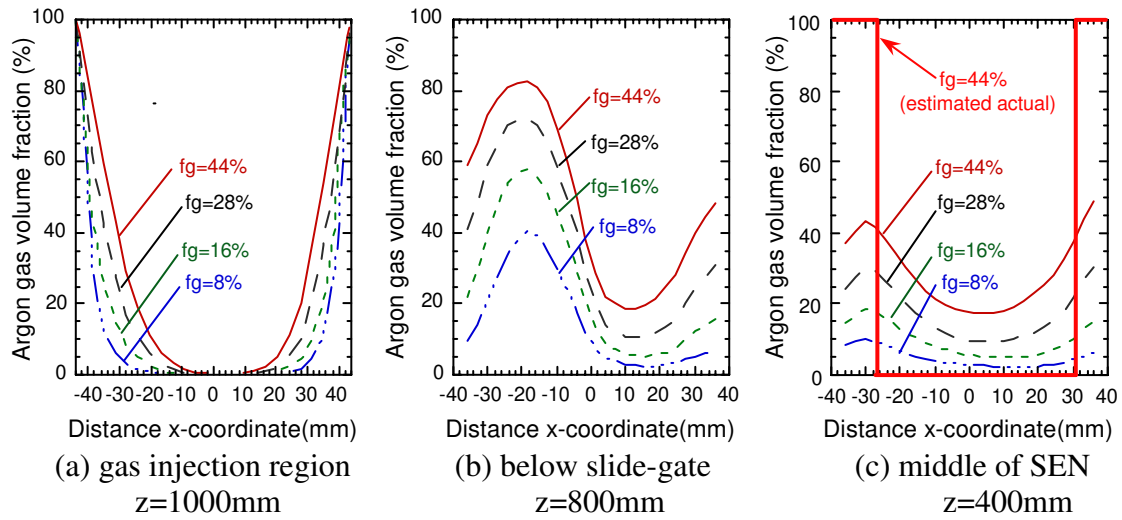 Argon gas volume fraction (%)
100
80
60
40
20
0
fg=44%
fg=28%
fg=16%
fg=8%
-40 -30 -20 -10 0 10 20 30 40
Distance x-coordinate(mm)
(a) gas injection region
z=1000mm
Argon gas volume fraction (%)
100
80
60
40
20
0
fg=44%
fg=28%
fg=16%
fg=8%
-40 -30 -20 -10 0 10 20 30 40
Distance x-coordinate(mm)
(b) below slide-gate
z=800mm
Argon gas volume fraction (%)
100
80
60
40
20
0
fg=44%
(estimated actual)
fg=44%
fg=28%
fg=16%
fg=8%
-40 -30 -20 -10 0 10 20 30 40
Distance x-coordinate(mm)
(c) middle of SEN
z=400mm